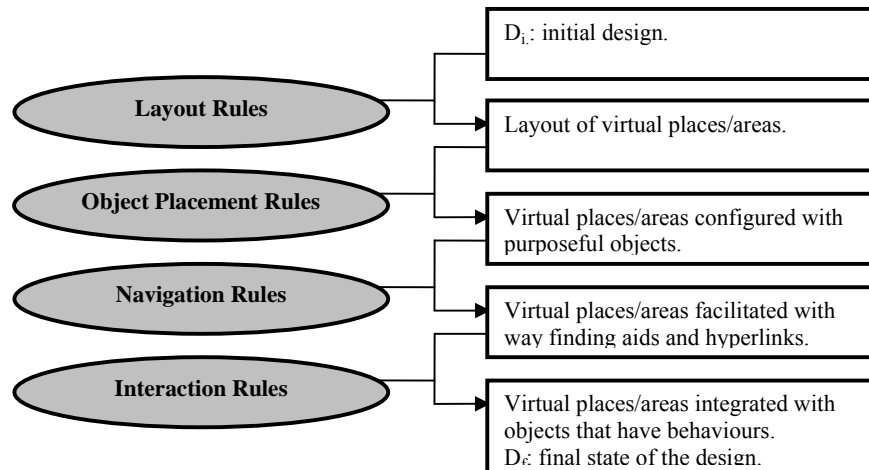 D_i.: initial design.
Layout Rules
Layout of virtual places/areas.
Object Placement Rules
Virtual places/areas configured with
purposeful objects.
Navigation Rules
Virtual places/areas facilitated with
way finding aids and hyperlinks.
Interaction Rules
Virtual places/areas integrated with
objects that have behaviours.
D_f: final state of the design.